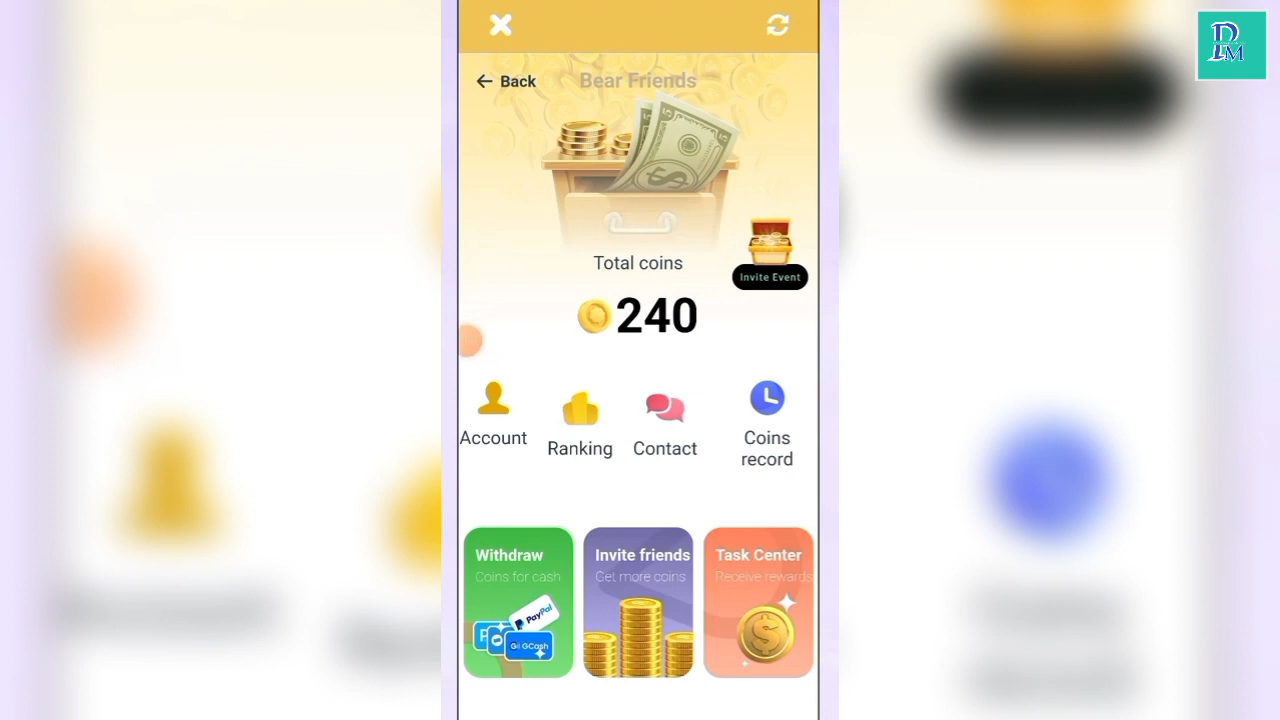 PM
Back
Bear Friends
Total coins
Invite Event
240
Account
Ranking
Contact
Coins
record
Withdraw
Coins for cash
PayPal
GCash
Invite friends
Get more coins
Task Center
Receive rewards